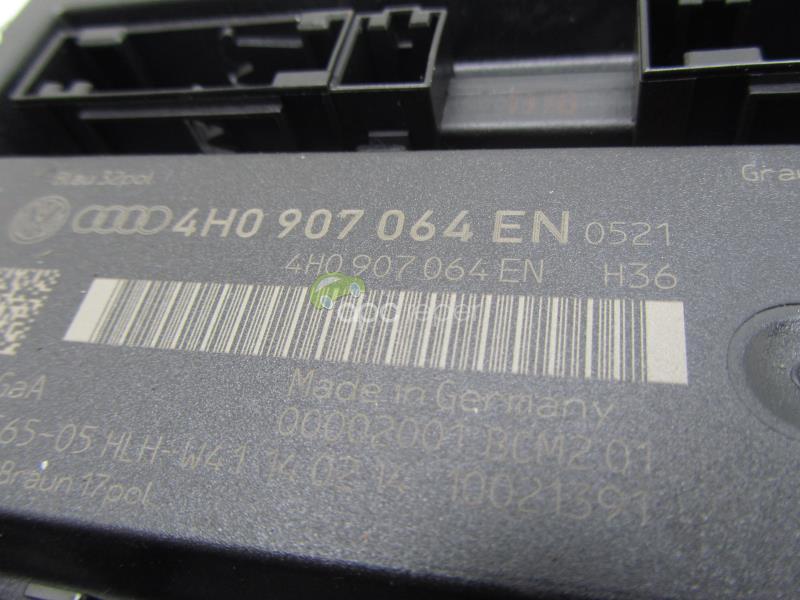 Blau 32pol
Grau
4H0 907 064 EN 0521
4H0 907 064 EN H36
Made in Germany
GaA
00002001 BCM2 01
65-05 HLH-W41 14 02 14 10021391
Braun 17pol